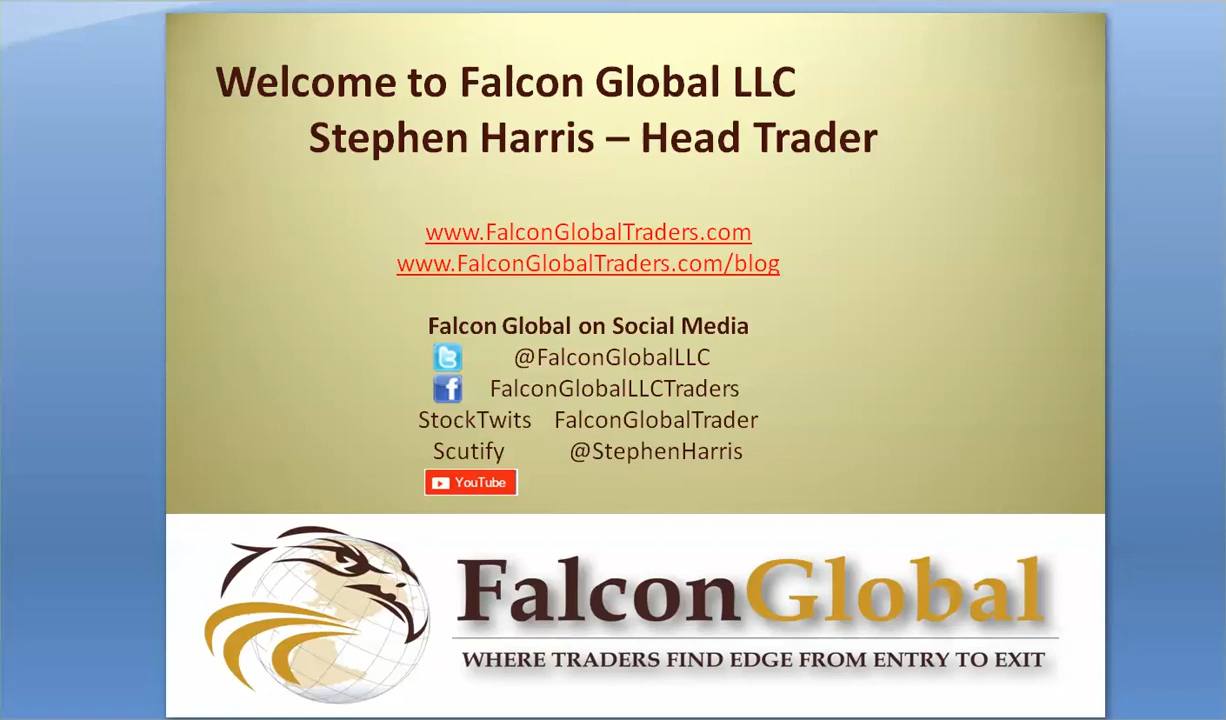 Welcome to Falcon Global LLC
Stephen Harris – Head Trader
www.FalconGlobalTraders.com
www.FalconGlobalTraders.com/blog
Falcon Global on Social Media
t @FalconGlobalLLC
f FalconGlobalLLCTraders
StockTwits FalconGlobalTrader
Scutify @StephenHarris
YouTube
FalconGlobal
WHERE TRADERS FIND EDGE FROM ENTRY TO EXIT